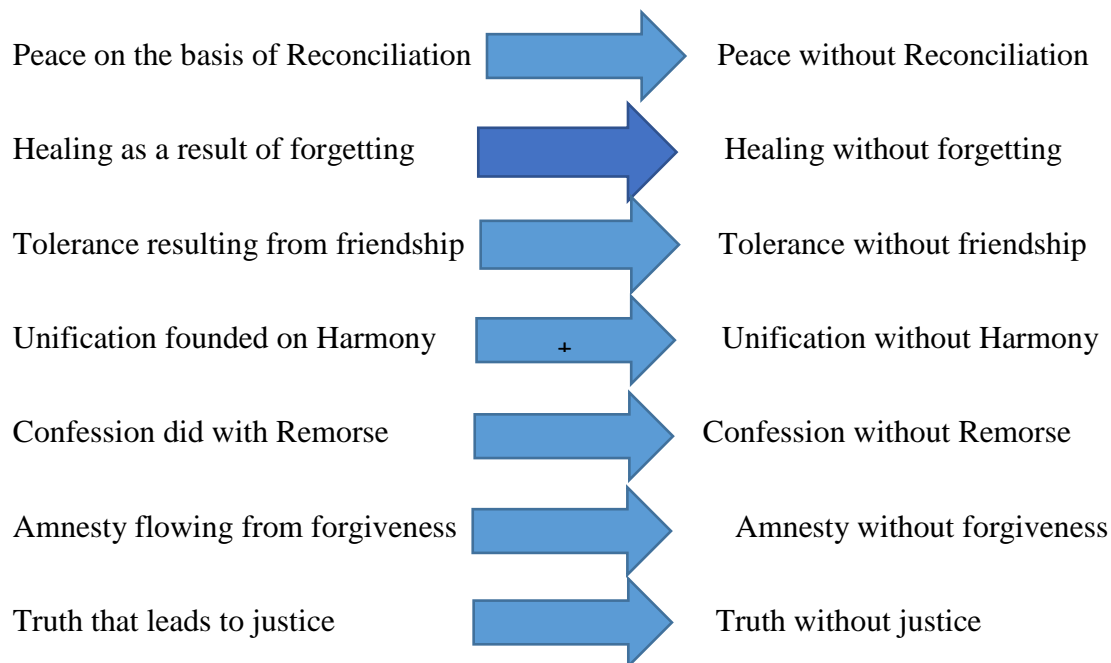 Peace on the basis of Reconciliation Peace without Reconciliation
Healing as a result of forgetting Healing without forgetting
Tolerance resulting from friendship Tolerance without friendship
Unification founded on Harmony + Unification without Harmony
Confession did with Remorse Confession without Remorse
Amnesty flowing from forgiveness Amnesty without forgiveness
Truth that leads to justice Truth without justice